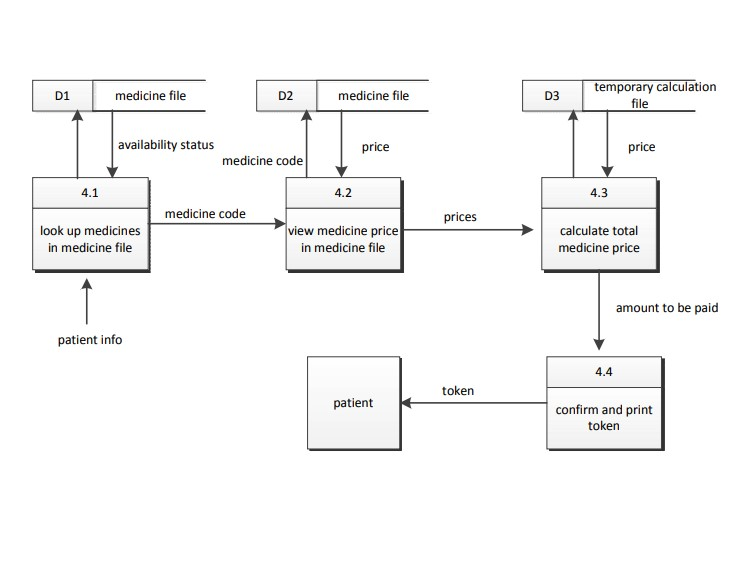 D1
medicine file
D2
medicine file
D3
temporary calculation
file
availability status
medicine code
price
price
4.1
look up medicines
in medicine file
medicine code
4.2
view medicine price
in medicine file
prices
4.3
calculate total
medicine price
patient info
amount to be paid
patient
token
4.4
confirm and print
token